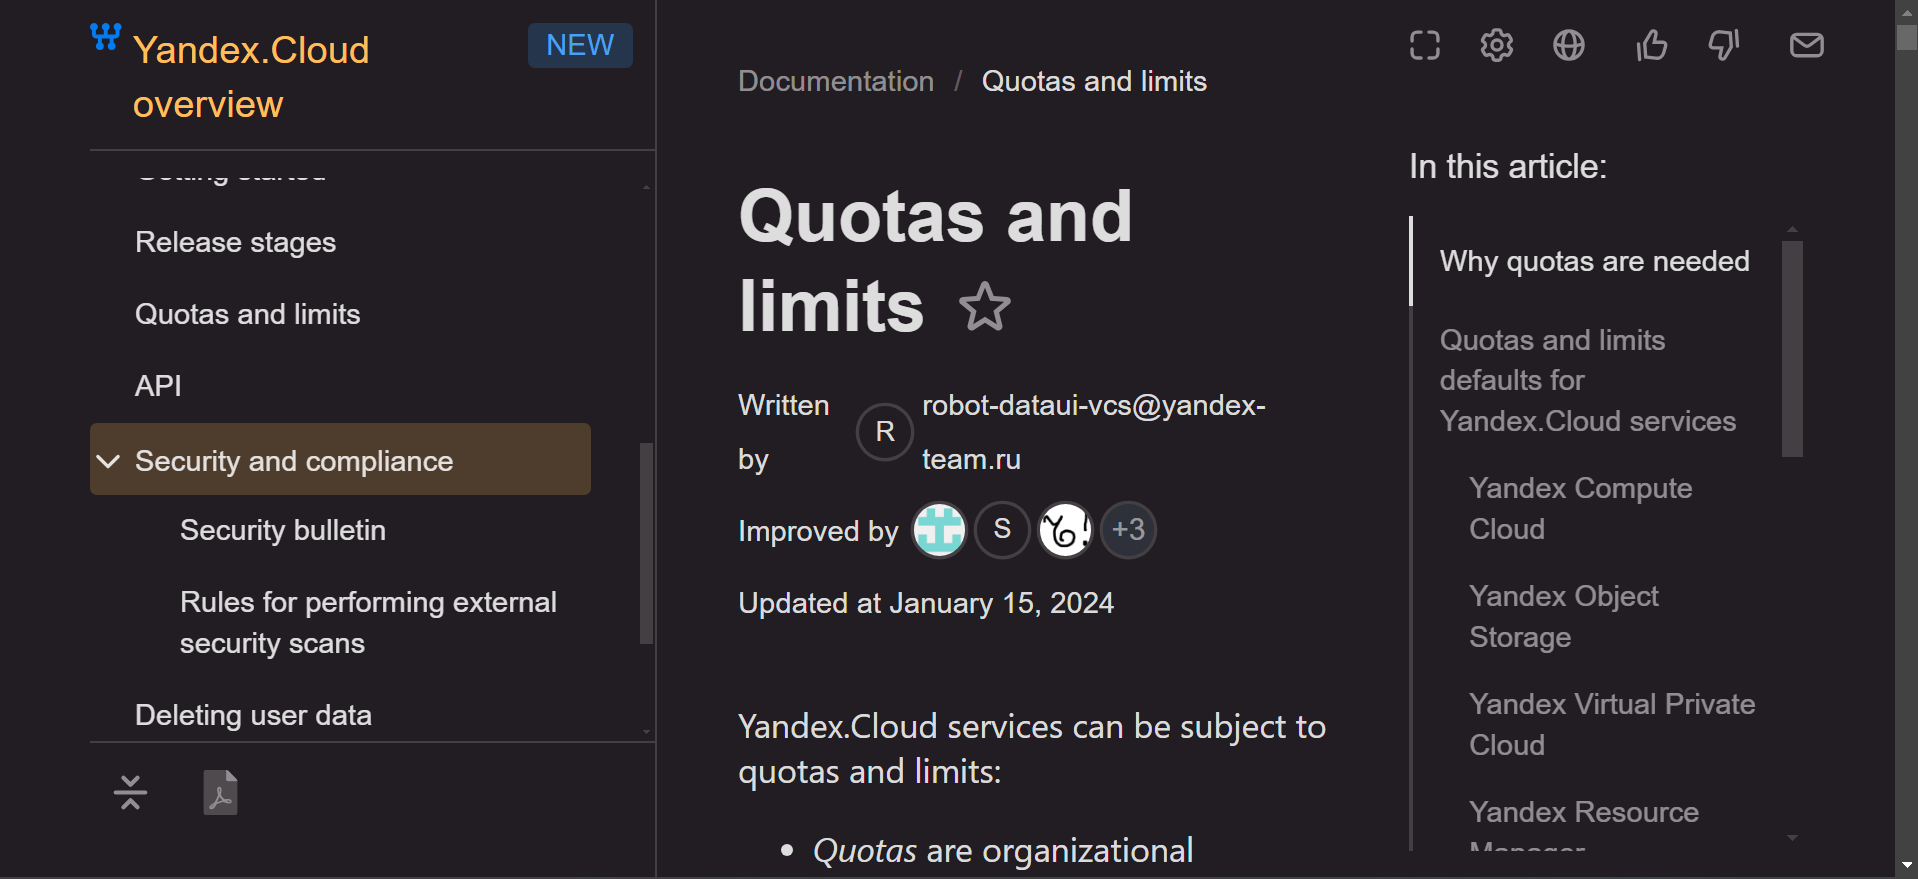 Yandex.Cloud
overview
NEW
Getting started
Release stages
Quotas and limits
API
Security and compliance
Security bulletin
Rules for performing external
security scans
Deleting user data
Documentation / Quotas and limits
Quotas and
limits
Written
by
R
robot-dataui-vcs@yandex-
team.ru
Improved by
S
+3
Updated at January 15, 2024
Yandex.Cloud services can be subject to
quotas and limits:
• Quotas are organizational
In this article:
Why quotas are needed
Quotas and limits
defaults for
Yandex.Cloud services
Yandex Compute
Cloud
Yandex Object
Storage
Yandex Virtual Private
Cloud
Yandex Resource
Manager